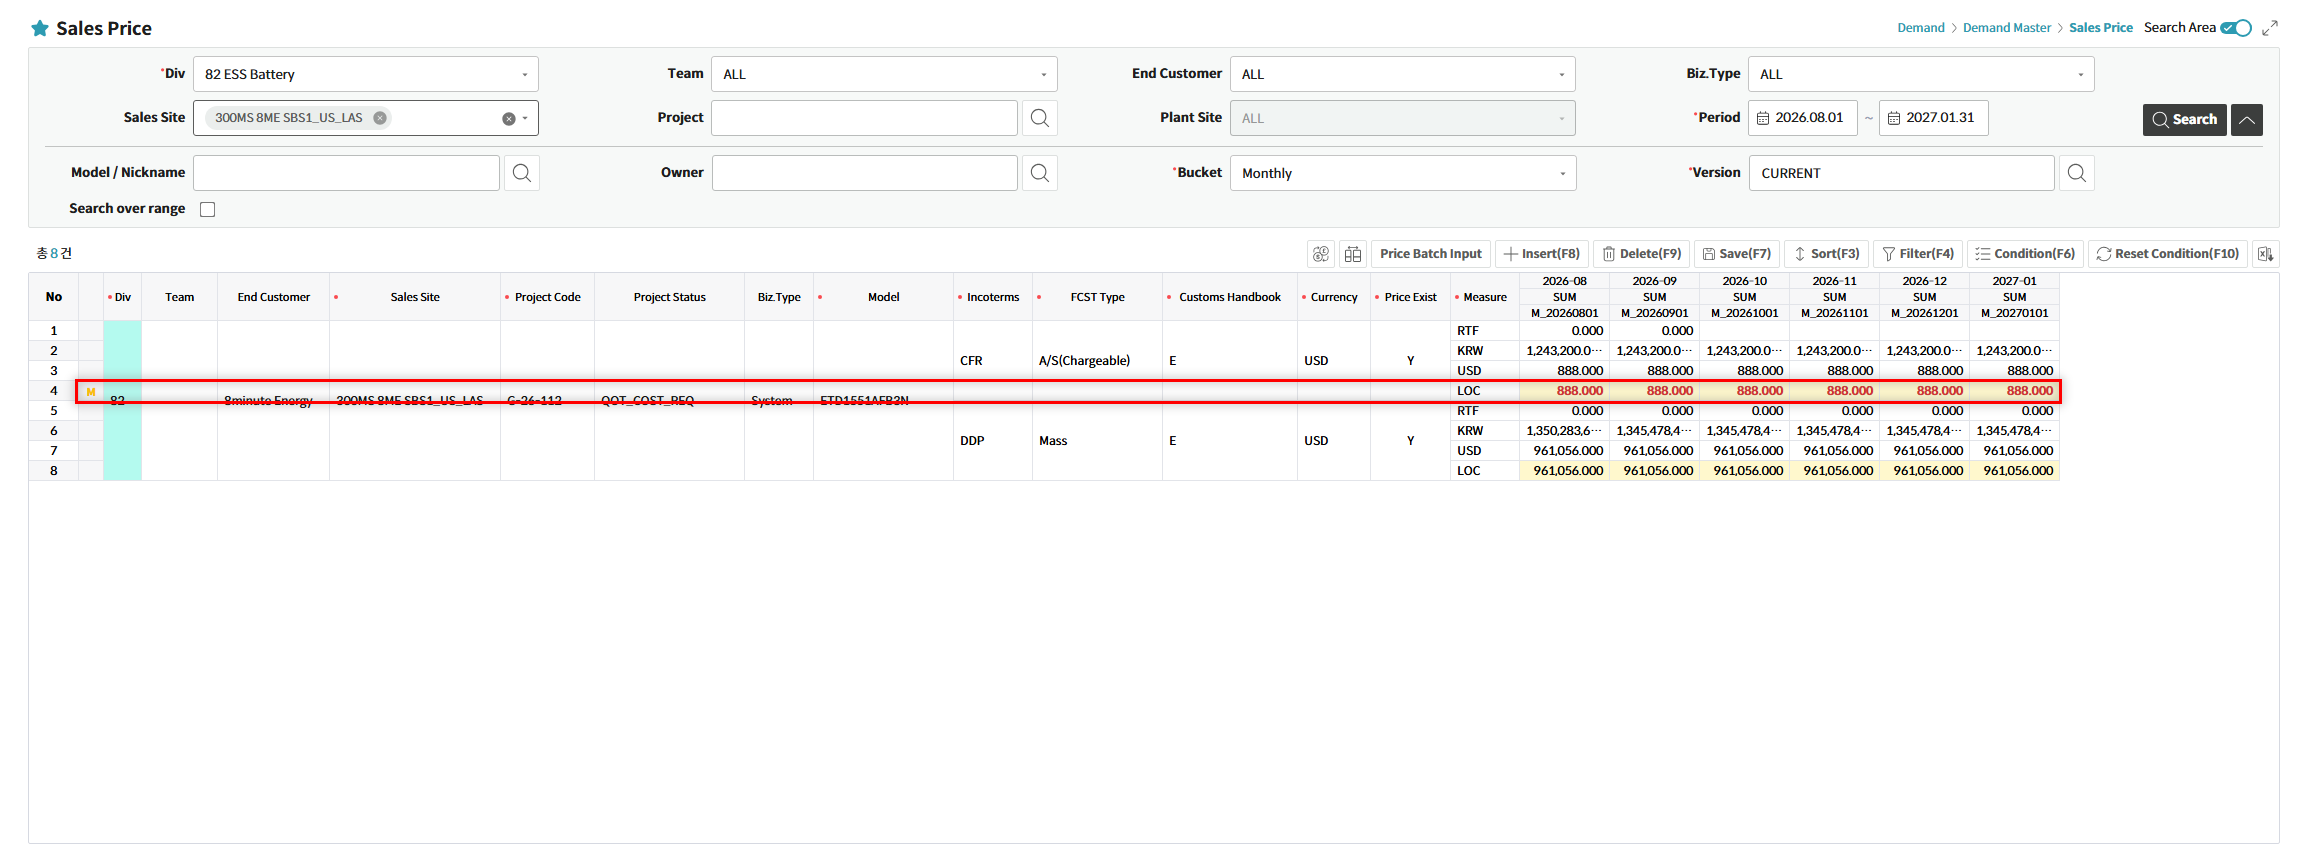 Sales Price
Demand > Demand Master > Sales Price Search Area
*Div 82 ESS Battery Team ALL End Customer ALL Biz.Type ALL
Sales Site 300MS 8ME SBS1_US_LAS Project Plant Site ALL *Period 2026.08.01 ~ 2027.01.31 Search
Model / Nickname Owner *Bucket Monthly *Version CURRENT
Search over range
총 8 건 Price Batch Input Insert(F8) Delete(F9) Save(F7) Sort(F3) Filter(F4) Condition(F6) Reset Condition(F10)
No Div Team End Customer Sales Site Project Code Project Status Biz.Type Model Incoterms FCST Type Customs Handbook Currency Price Exist Measure
2026-08 2026-09 2026-10 2026-11 2026-12 2027-01
SUM SUM SUM SUM SUM SUM
M_20260801 M_20260901 M_20261001 M_20261101 M_20261201 M_20270101
1 RTF 0.000 0.000
2 KRW 1,243,200.0··· 1,243,200.0··· 1,243,200.0··· 1,243,200.0··· 1,243,200.0··· 1,243,200.0···
CFR A/S(Chargeable) E USD Y
3 USD 888.000 888.000 888.000 888.000 888.000 888.000
4 M LOC 888.000 888.000 888.000 888.000 888.000 888.000
82 8minute Energy 300MS 8ME SBS1_US_LAS G-26-112 QOT_COST_REQ System ETD1551AFB3N
5 RTF 0.000 0.000 0.000 0.000 0.000 0.000
6 KRW 1,350,283,6··· 1,345,478,4··· 1,345,478,4··· 1,345,478,4··· 1,345,478,4··· 1,345,478,4···
DDP Mass E USD Y
7 USD 961,056.000 961,056.000 961,056.000 961,056.000 961,056.000 961,056.000
8 LOC 961,056.000 961,056.000 961,056.000 961,056.000 961,056.000 961,056.000